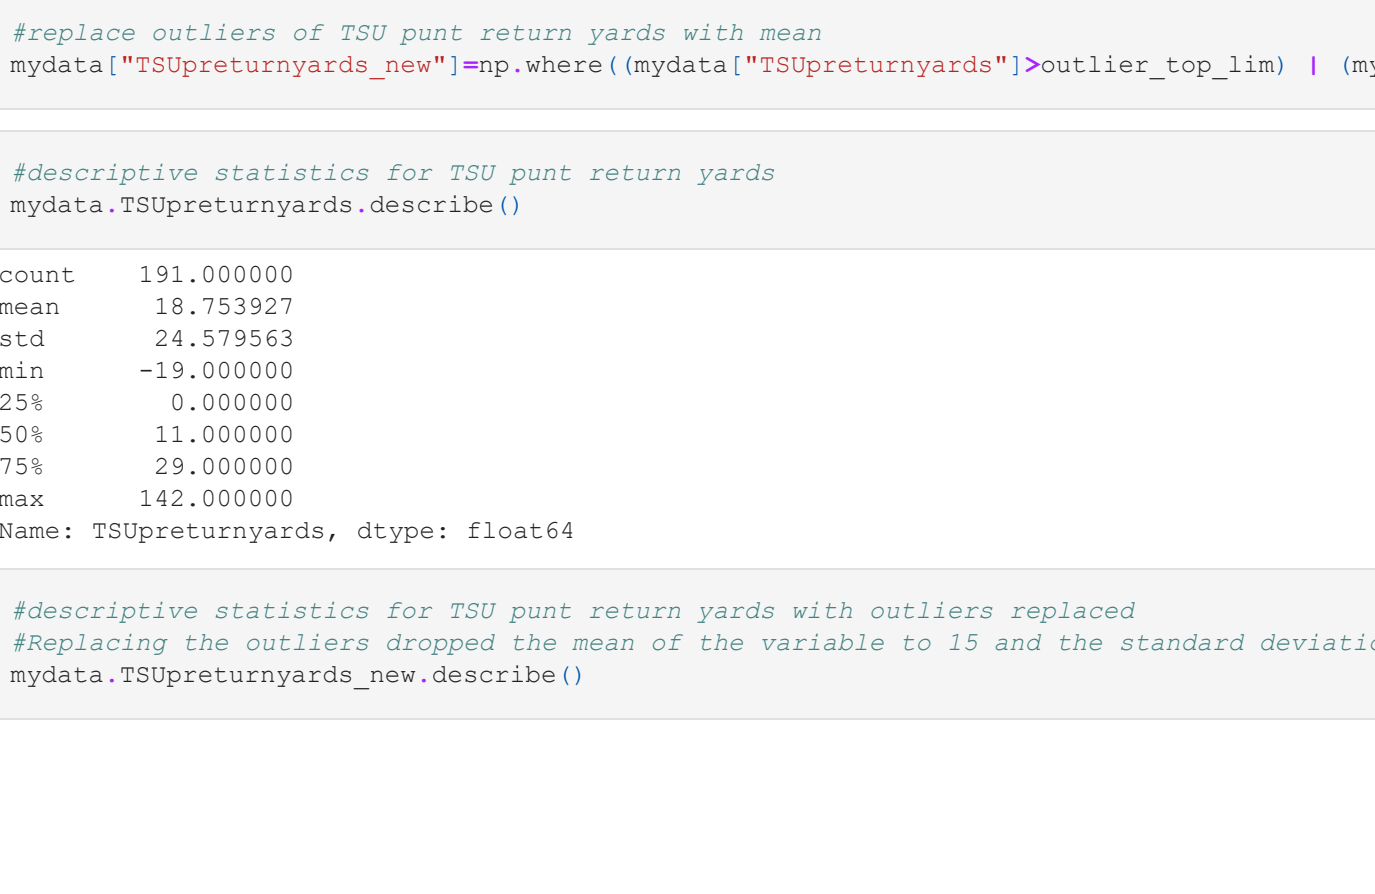 #replace outliers of TSU punt return yards with mean
mydata["TSUpreturnyards_new"]=np.where((mydata["TSUpreturnyards"]>outlier_top_lim) | (my
#descriptive statistics for TSU punt return yards
mydata.TSUpreturnyards.describe()
count 191.000000
mean 18.753927
std 24.579563
min -19.000000
25% 0.000000
50% 11.000000
75% 29.000000
max 142.000000
Name: TSUpreturnyards, dtype: float64
#descriptive statistics for TSU punt return yards with outliers replaced
#Replacing the outliers dropped the mean of the variable to 15 and the standard deviatio
mydata.TSUpreturnyards_new.describe()